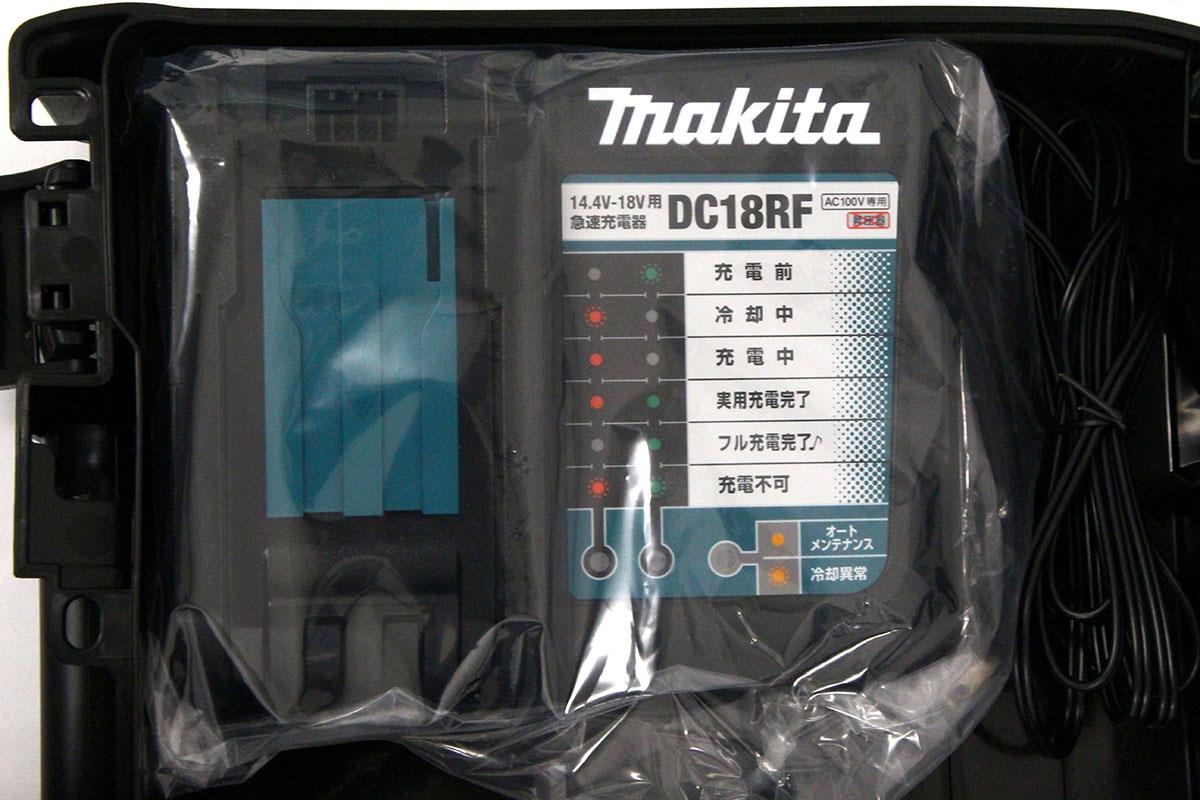 makita
14.4V-18V用
急速充電器
DC18RF
AC100V専用
昇圧器
充電前
冷却中
充電中
実用充電完了
フル充電完了♪
充電不可
オート
メンテナンス
冷却異常